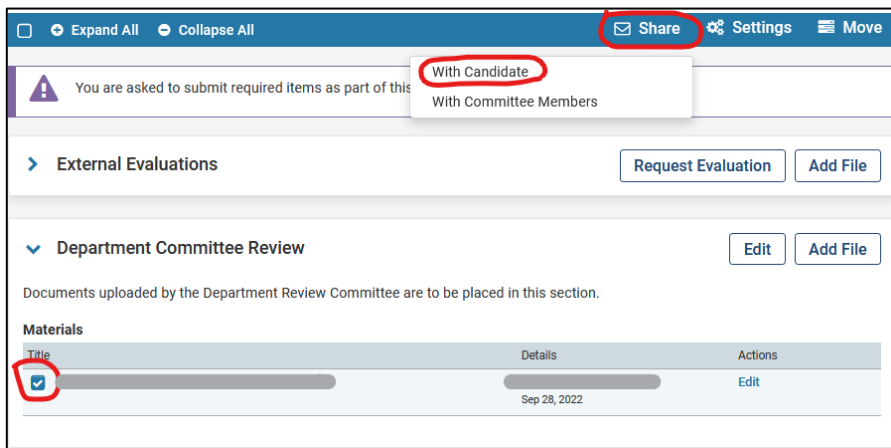 Expand All Collapse All Share Settings Move
With Candidate
You are asked to submit required items as part of this
With Committee Members
External Evaluations Request Evaluation Add File
Department Committee Review Edit Add File
Documents uploaded by the Department Review Committee are to be placed in this section.
Materials
Title Details Actions
Edit
Sep 28, 2022